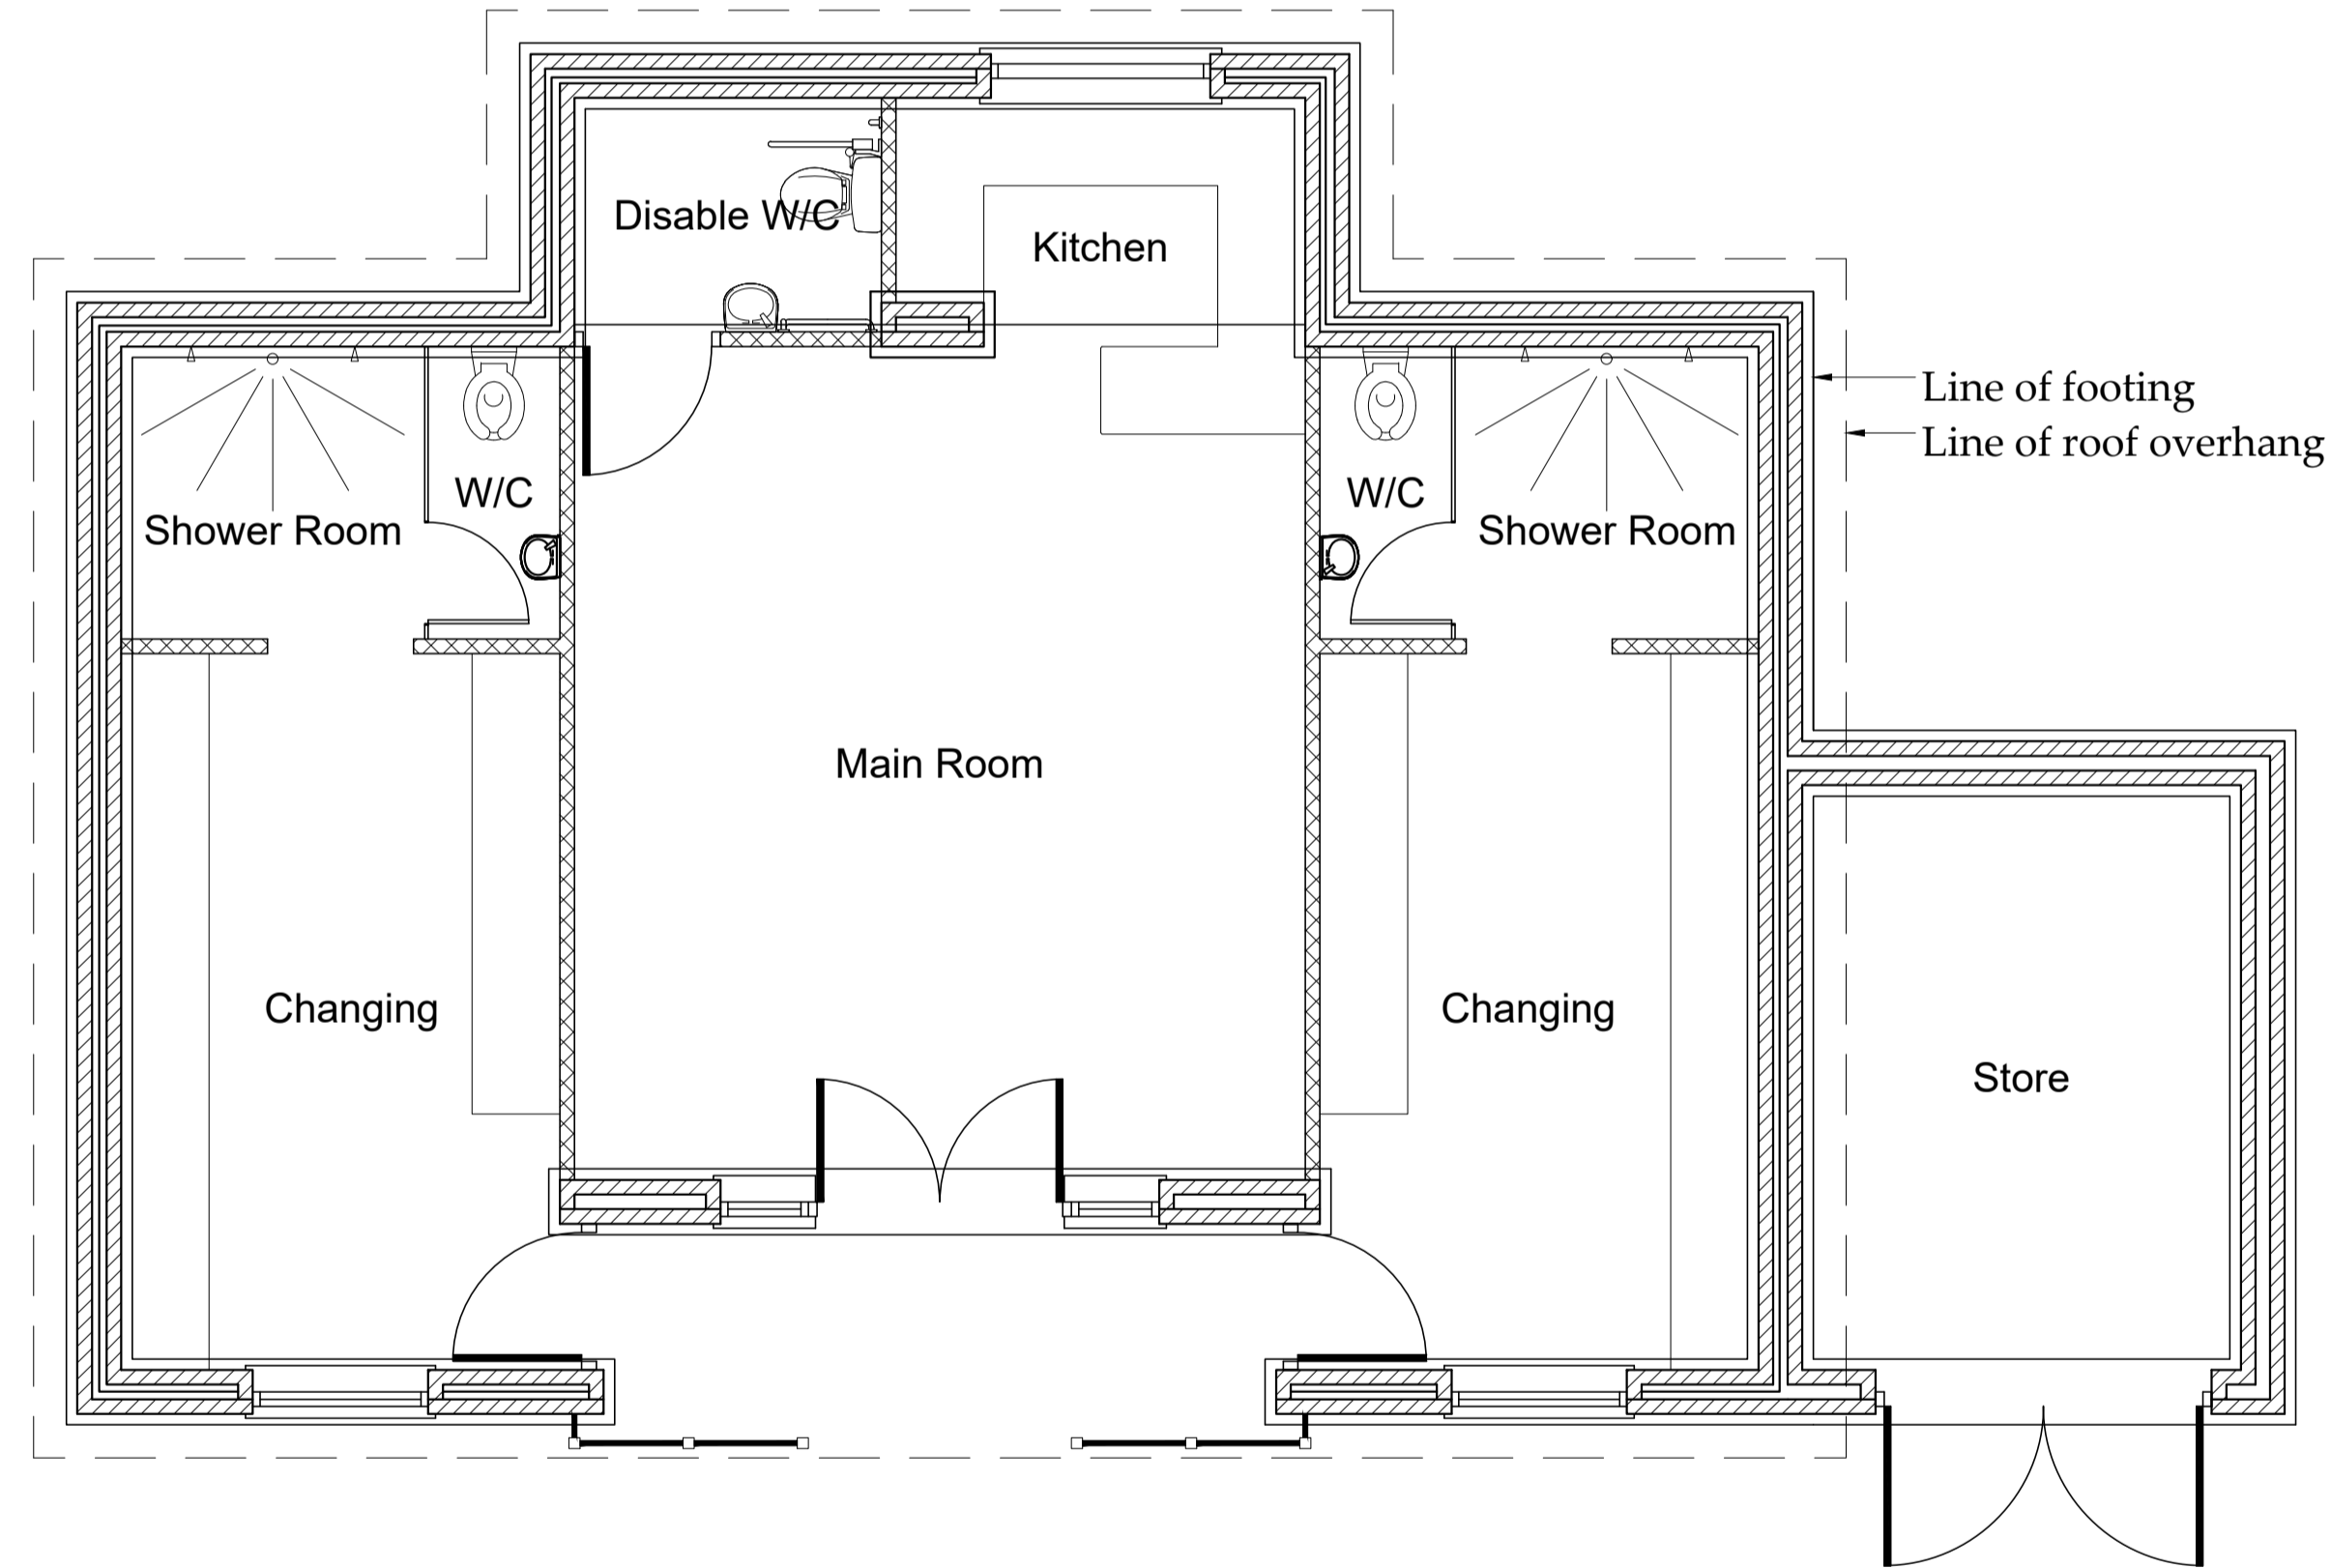 Disable W/C
Kitchen
Line of footing
Line of roof overhang
W/C
W/C
Shower Room
Shower Room
Main Room
Changing
Changing
Store